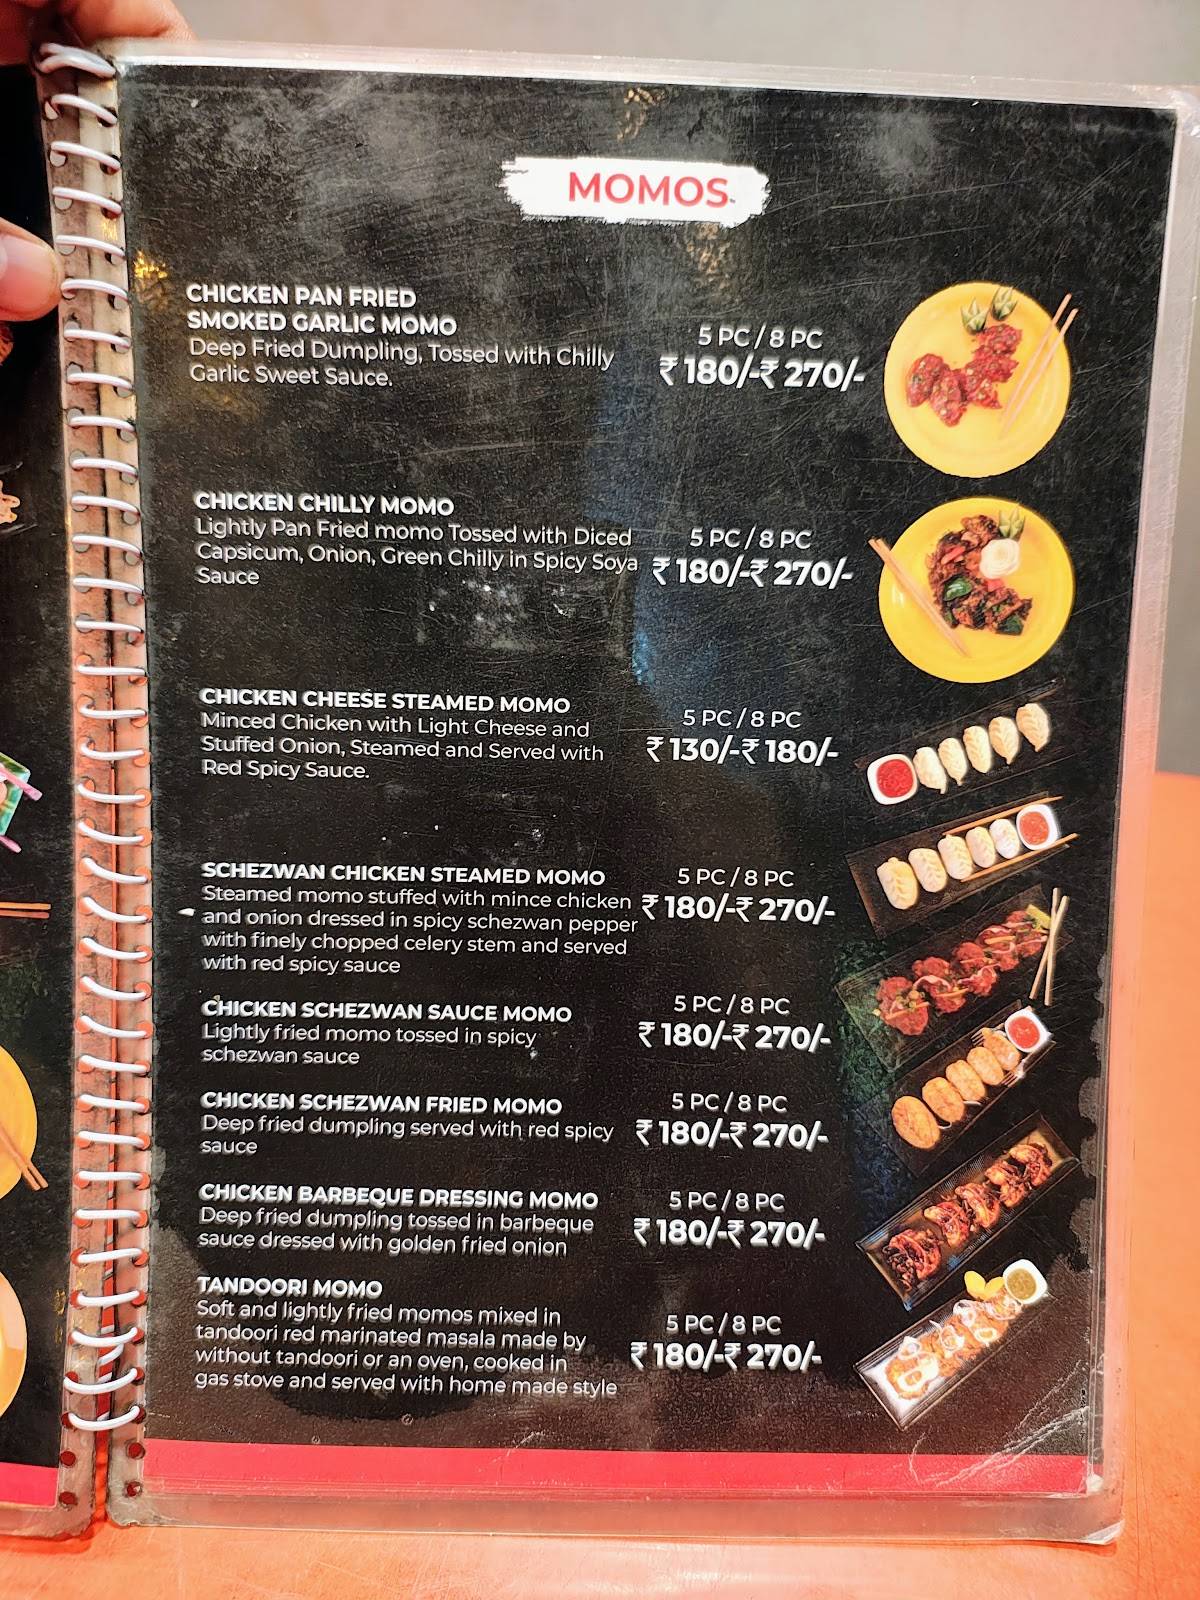 MOMOS
CHICKEN PAN FRIED
SMOKED GARLIC MOMO
Deep Fried Dumpling, Tossed with Chilly
Garlic Sweet Sauce.
5 PC / 8 PC
₹ 180/-₹ 270/-
CHICKEN CHILLY MOMO
Lightly Pan Fried momo Tossed with Diced
Capsicum, Onion, Green Chilly in Spicy Soya
Sauce
5 PC / 8 PC
₹ 180/-₹ 270/-
CHICKEN CHEESE STEAMED MOMO
Minced Chicken with Light Cheese and
Stuffed Onion, Steamed and Served with
Red Spicy Sauce.
5 PC / 8 PC
₹ 130/-₹ 180/-
SCHEZWAN CHICKEN STEAMED MOMO
Steamed momo stuffed with mince chicken
and onion dressed in spicy schezwan pepper
with finely chopped celery stem and served
with red spicy sauce
5 PC / 8 PC
₹ 180/-₹ 270/-
CHICKEN SCHEZWAN SAUCE MOMO
Lightly fried momo tossed in spicy
schezwan sauce
5 PC / 8 PC
₹ 180/-₹ 270/-
CHICKEN SCHEZWAN FRIED MOMO
Deep fried dumpling served with red spicy
sauce
5 PC / 8 PC
₹ 180/-₹ 270/-
CHICKEN BARBEQUE DRESSING MOMO
Deep fried dumpling tossed in barbeque
sauce dressed with golden fried onion
5 PC / 8 PC
₹ 180/-₹ 270/-
TANDOORI MOMO
Soft and lightly fried momos mixed in
tandoori red marinated masala made by
without tandoori or an oven, cooked in
gas stove and served with home made style
5 PC / 8 PC
₹ 180/-₹ 270/-